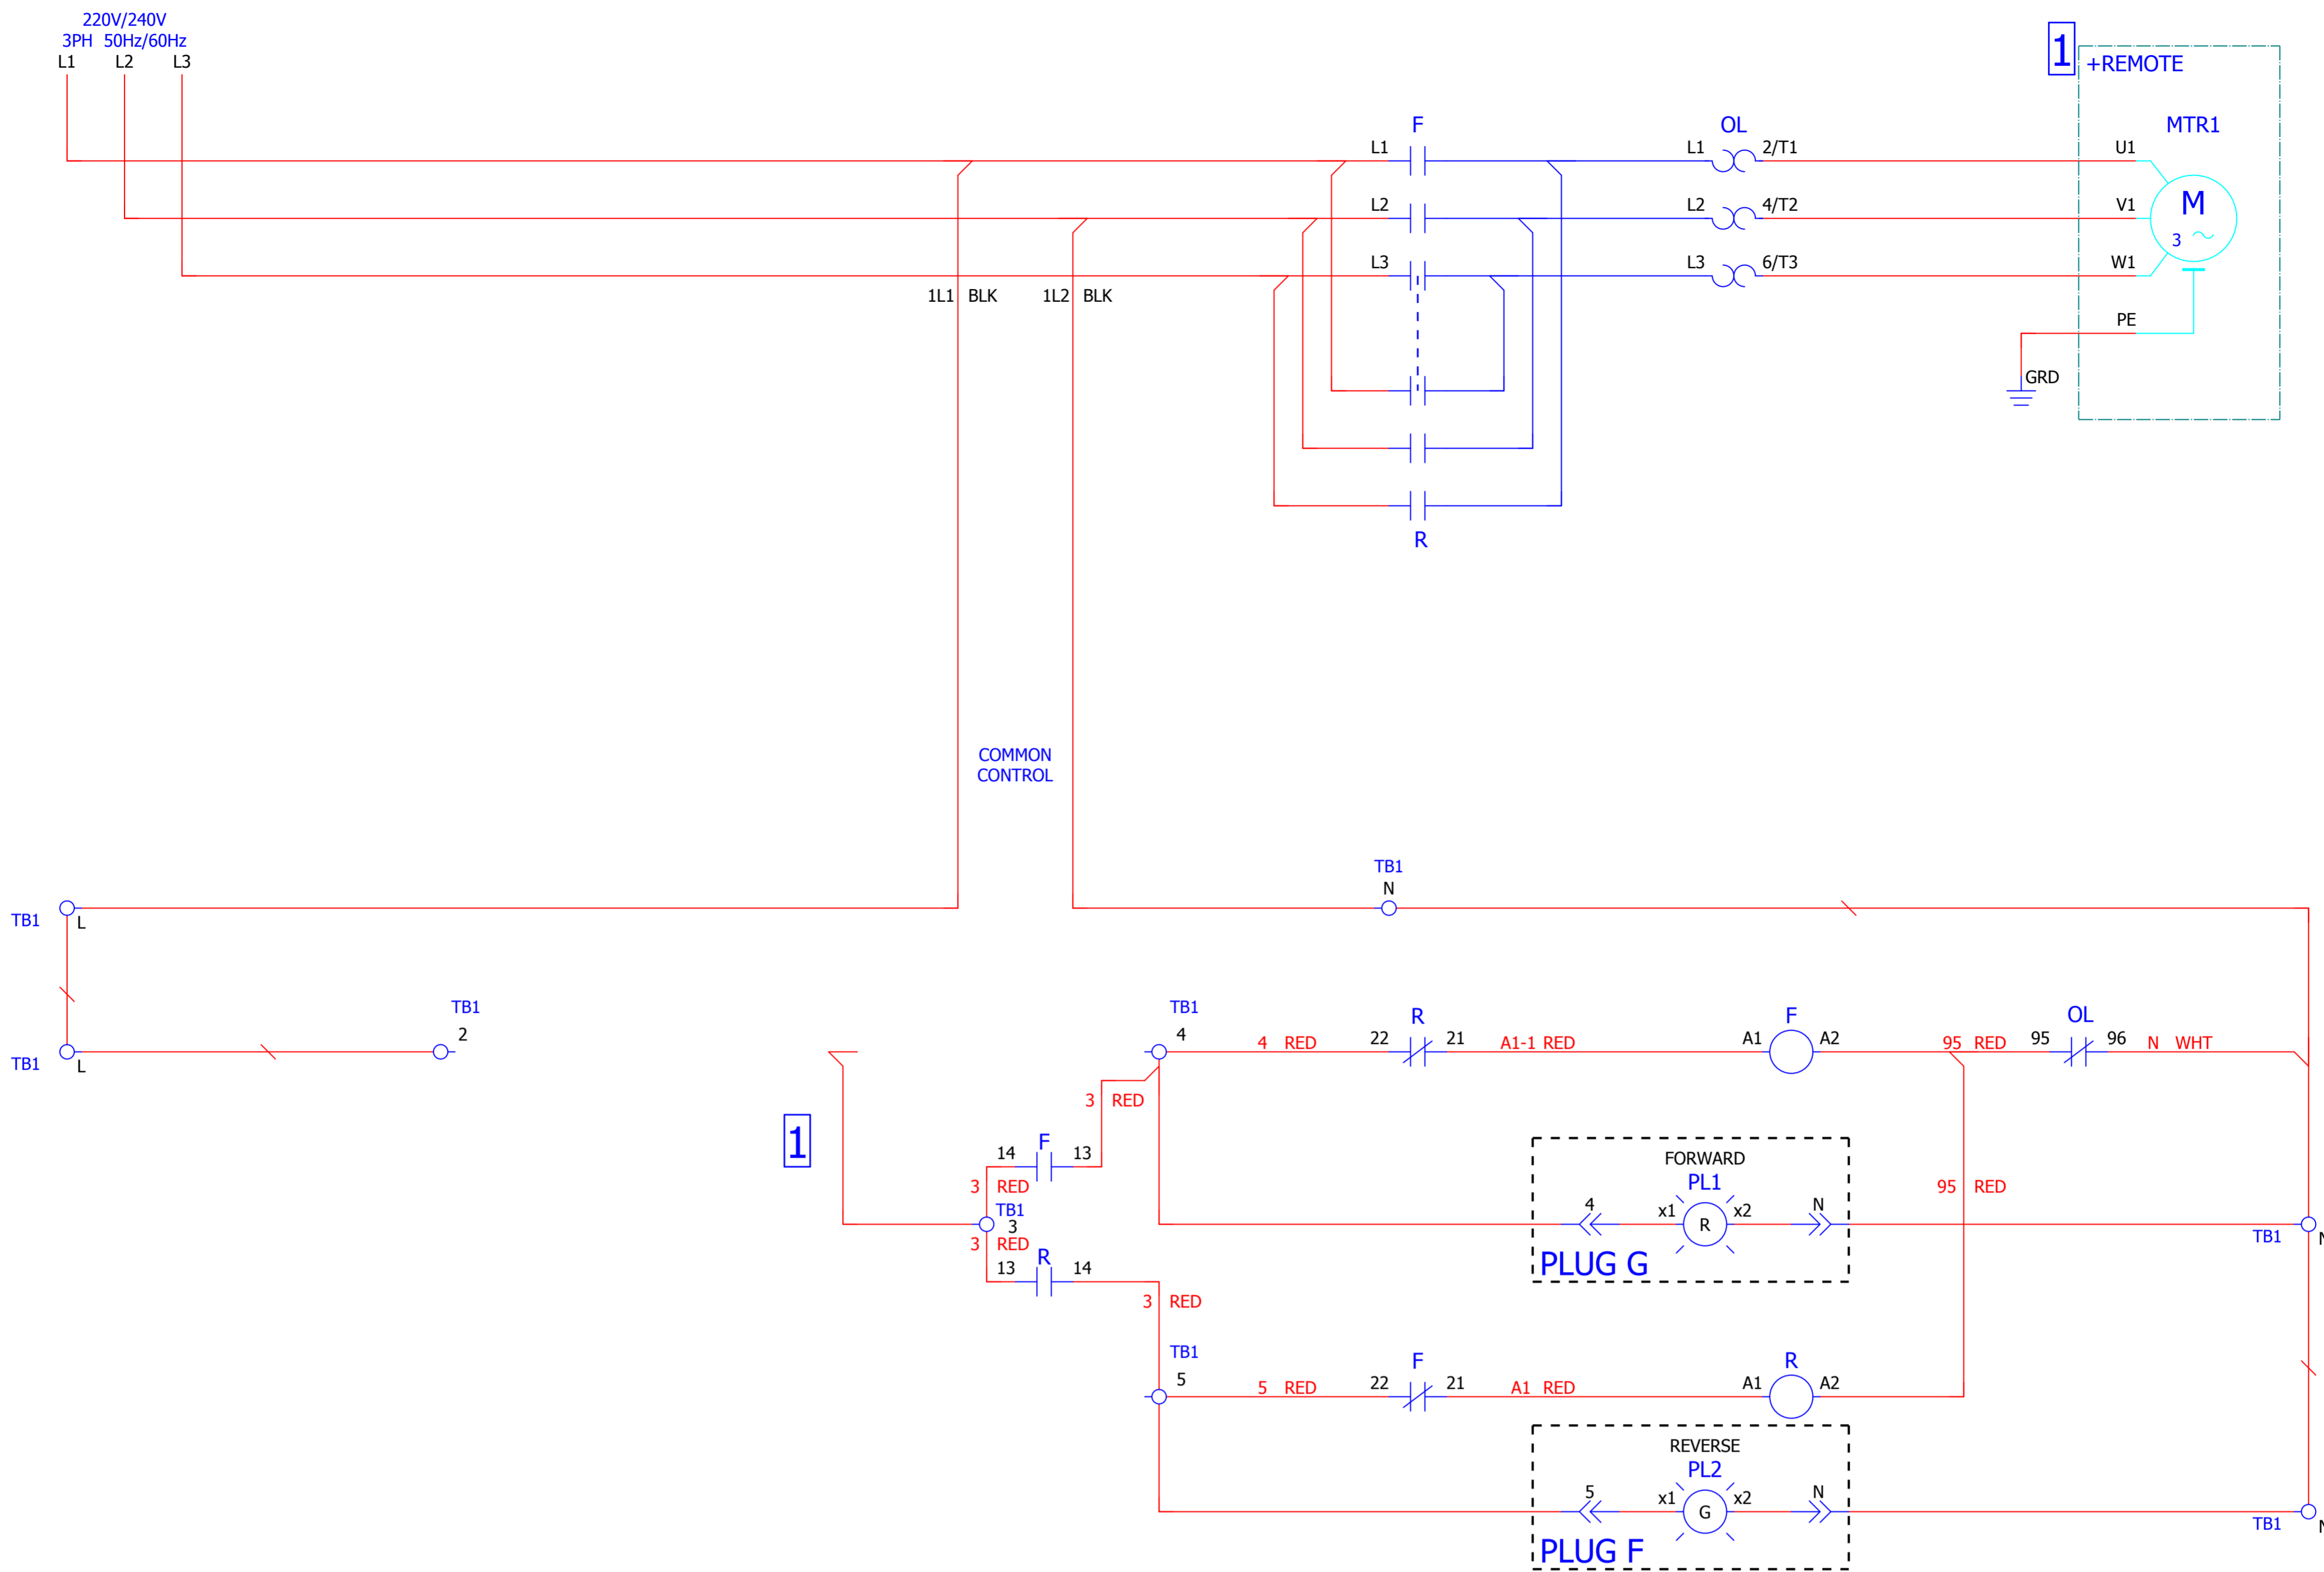 220V/240V
3PH 50Hz/60Hz
L1 L2 L3
1
+REMOTE
F
OL
MTR1
L1
L1 2/T1
U1
L2
L2 4/T2
V1
M
3
L3
L3 6/T3
W1
1L1 BLK
1L2 BLK
PE
GRD
R
COMMON
CONTROL
TB1
N
TB1
L
TB1
2
TB1
L
TB1
4
4 RED
R
22 21
A1-1 RED
F
A1 A2
95 RED
OL
95 96
N WHT
3 RED
1
14 F 13
3 RED
TB1
3
3 RED
R
13 14
3 RED
FORWARD
PL1
4
x1 R x2
N
PLUG G
95 RED
TB1
N
TB1
5
5 RED
F
22 21
A1 RED
R
A1 A2
REVERSE
PL2
5
x1 G x2
N
PLUG F
TB1
N